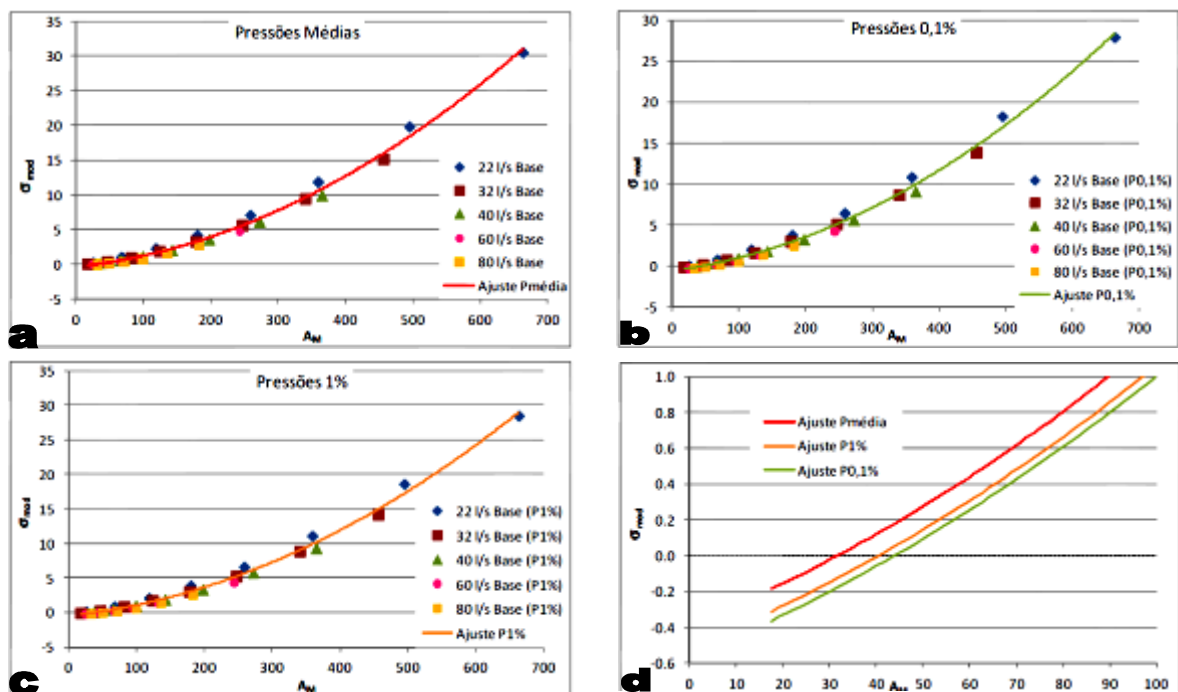 Pressões Médias
35
30
25
20
15
10
5
0
-5
σmod
0 100 200 300 400 500 600 700
AM
22 l/s Base
32 l/s Base
40 l/s Base
60 l/s Base
80 l/s Base
Ajuste Pmédia
a
Pressões 0,1%
30
25
20
15
10
5
0
-5
σmod
0 100 200 300 400 500 600 700
AM
22 l/s Base (P0,1%)
32 l/s Base (P0,1%)
40 l/s Base (P0,1%)
60 l/s Base (P0,1%)
80 l/s Base (P0,1%)
Ajuste P0,1%
b
Pressões 1%
35
30
25
20
15
10
5
0
-5
σmod
0 100 200 300 400 500 600 700
AM
22 l/s Base (P1%)
32 l/s Base (P1%)
40 l/s Base (P1%)
60 l/s Base (P1%)
80 l/s Base (P1%)
Ajuste P1%
c
1.0
0.8
0.6
0.4
0.2
0.0
-0.2
-0.4
-0.6
σmod
0 10 20 30 40 50 60 70 80 90 100
AM
Ajuste Pmédia
Ajuste P1%
Ajuste P0,1%
d